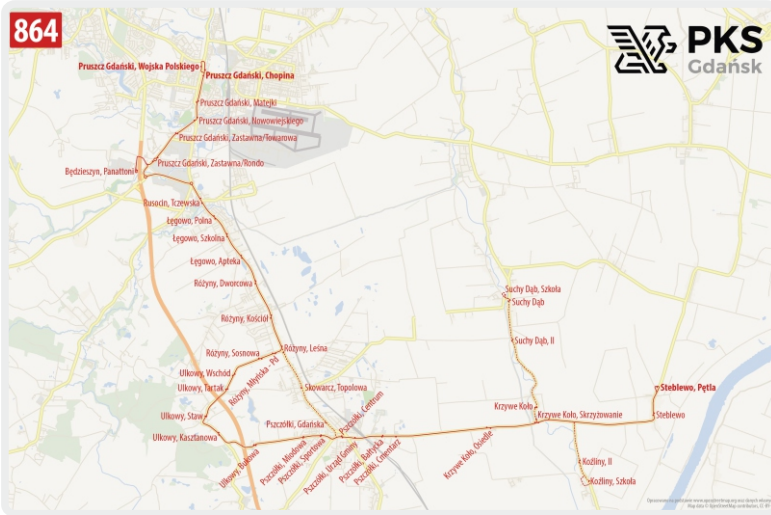 864
PKS
Gdańsk
Pruszcz Gdański, Wojska Polskiego
Pruszcz Gdański, Chopina
Pruszcz Gdański, Matejki
Pruszcz Gdański, Nowowiejskiego
Pruszcz Gdański, Zastawna/Towarowa
Pruszcz Gdański, Zastawna/Rondo
Będzieszyn, Panattoni
Rusocin, Tczewska
Łęgowo, Polna
Łęgowo, Szkolna
Łęgowo, Apteka
Różyny, Dworcowa
Suchy Dąb, Szkoła
Suchy Dąb
Różyny, Kościół
Suchy Dąb, II
Różyny, Leśna
Różyny, Sosnowa
Różyny, Młyńska - Pd
Ulkowy, Wschód
Ulkowy, Tartak
Skowarcz, Topolowa
Steblewo, Pętla
Pszczółki, Centrum
Krzywe Koło
Ulkowy, Staw
Krzywe Koło, Skrzyżowanie
Steblewo
Pszczółki, Gdańska
Ulkowy, Kasztanowa
Ulkowy, Bukowa
Pszczółki, Miodowa
Pszczółki, Sportowa
Pszczółki, Urząd Gminy
Pszczółki, Bałtycka
Pszczółki, Cmentarz
Krzywe Koło, Osiedle
Koźliny, II
Koźliny, Szkoła